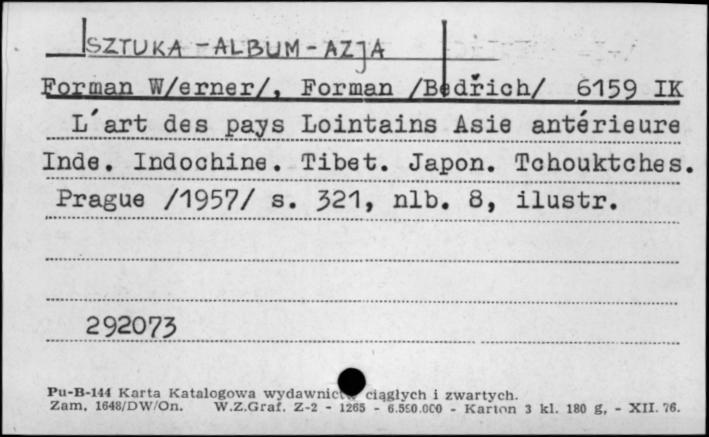 SZTUKA - ALBUM - AZJA
Forman W/erner/, Forman /Bedřich/ 6159 IK
L'art des pays Lointains Asie antérieure
Inde. Indochine. Tibet. Japon. Tchouktches.
Prague /1957/ s. 321, nlb. 8, ilustr.
292073
Pu-B-144 Karta Katalogowa wydawnictw ciągłych i zwartych.
Zam. 1648/DW/On. W.Z.Graf. Z-2 - 1265 - 6.550.000 - Karton 3 kl. 180 g. - XII. 76.